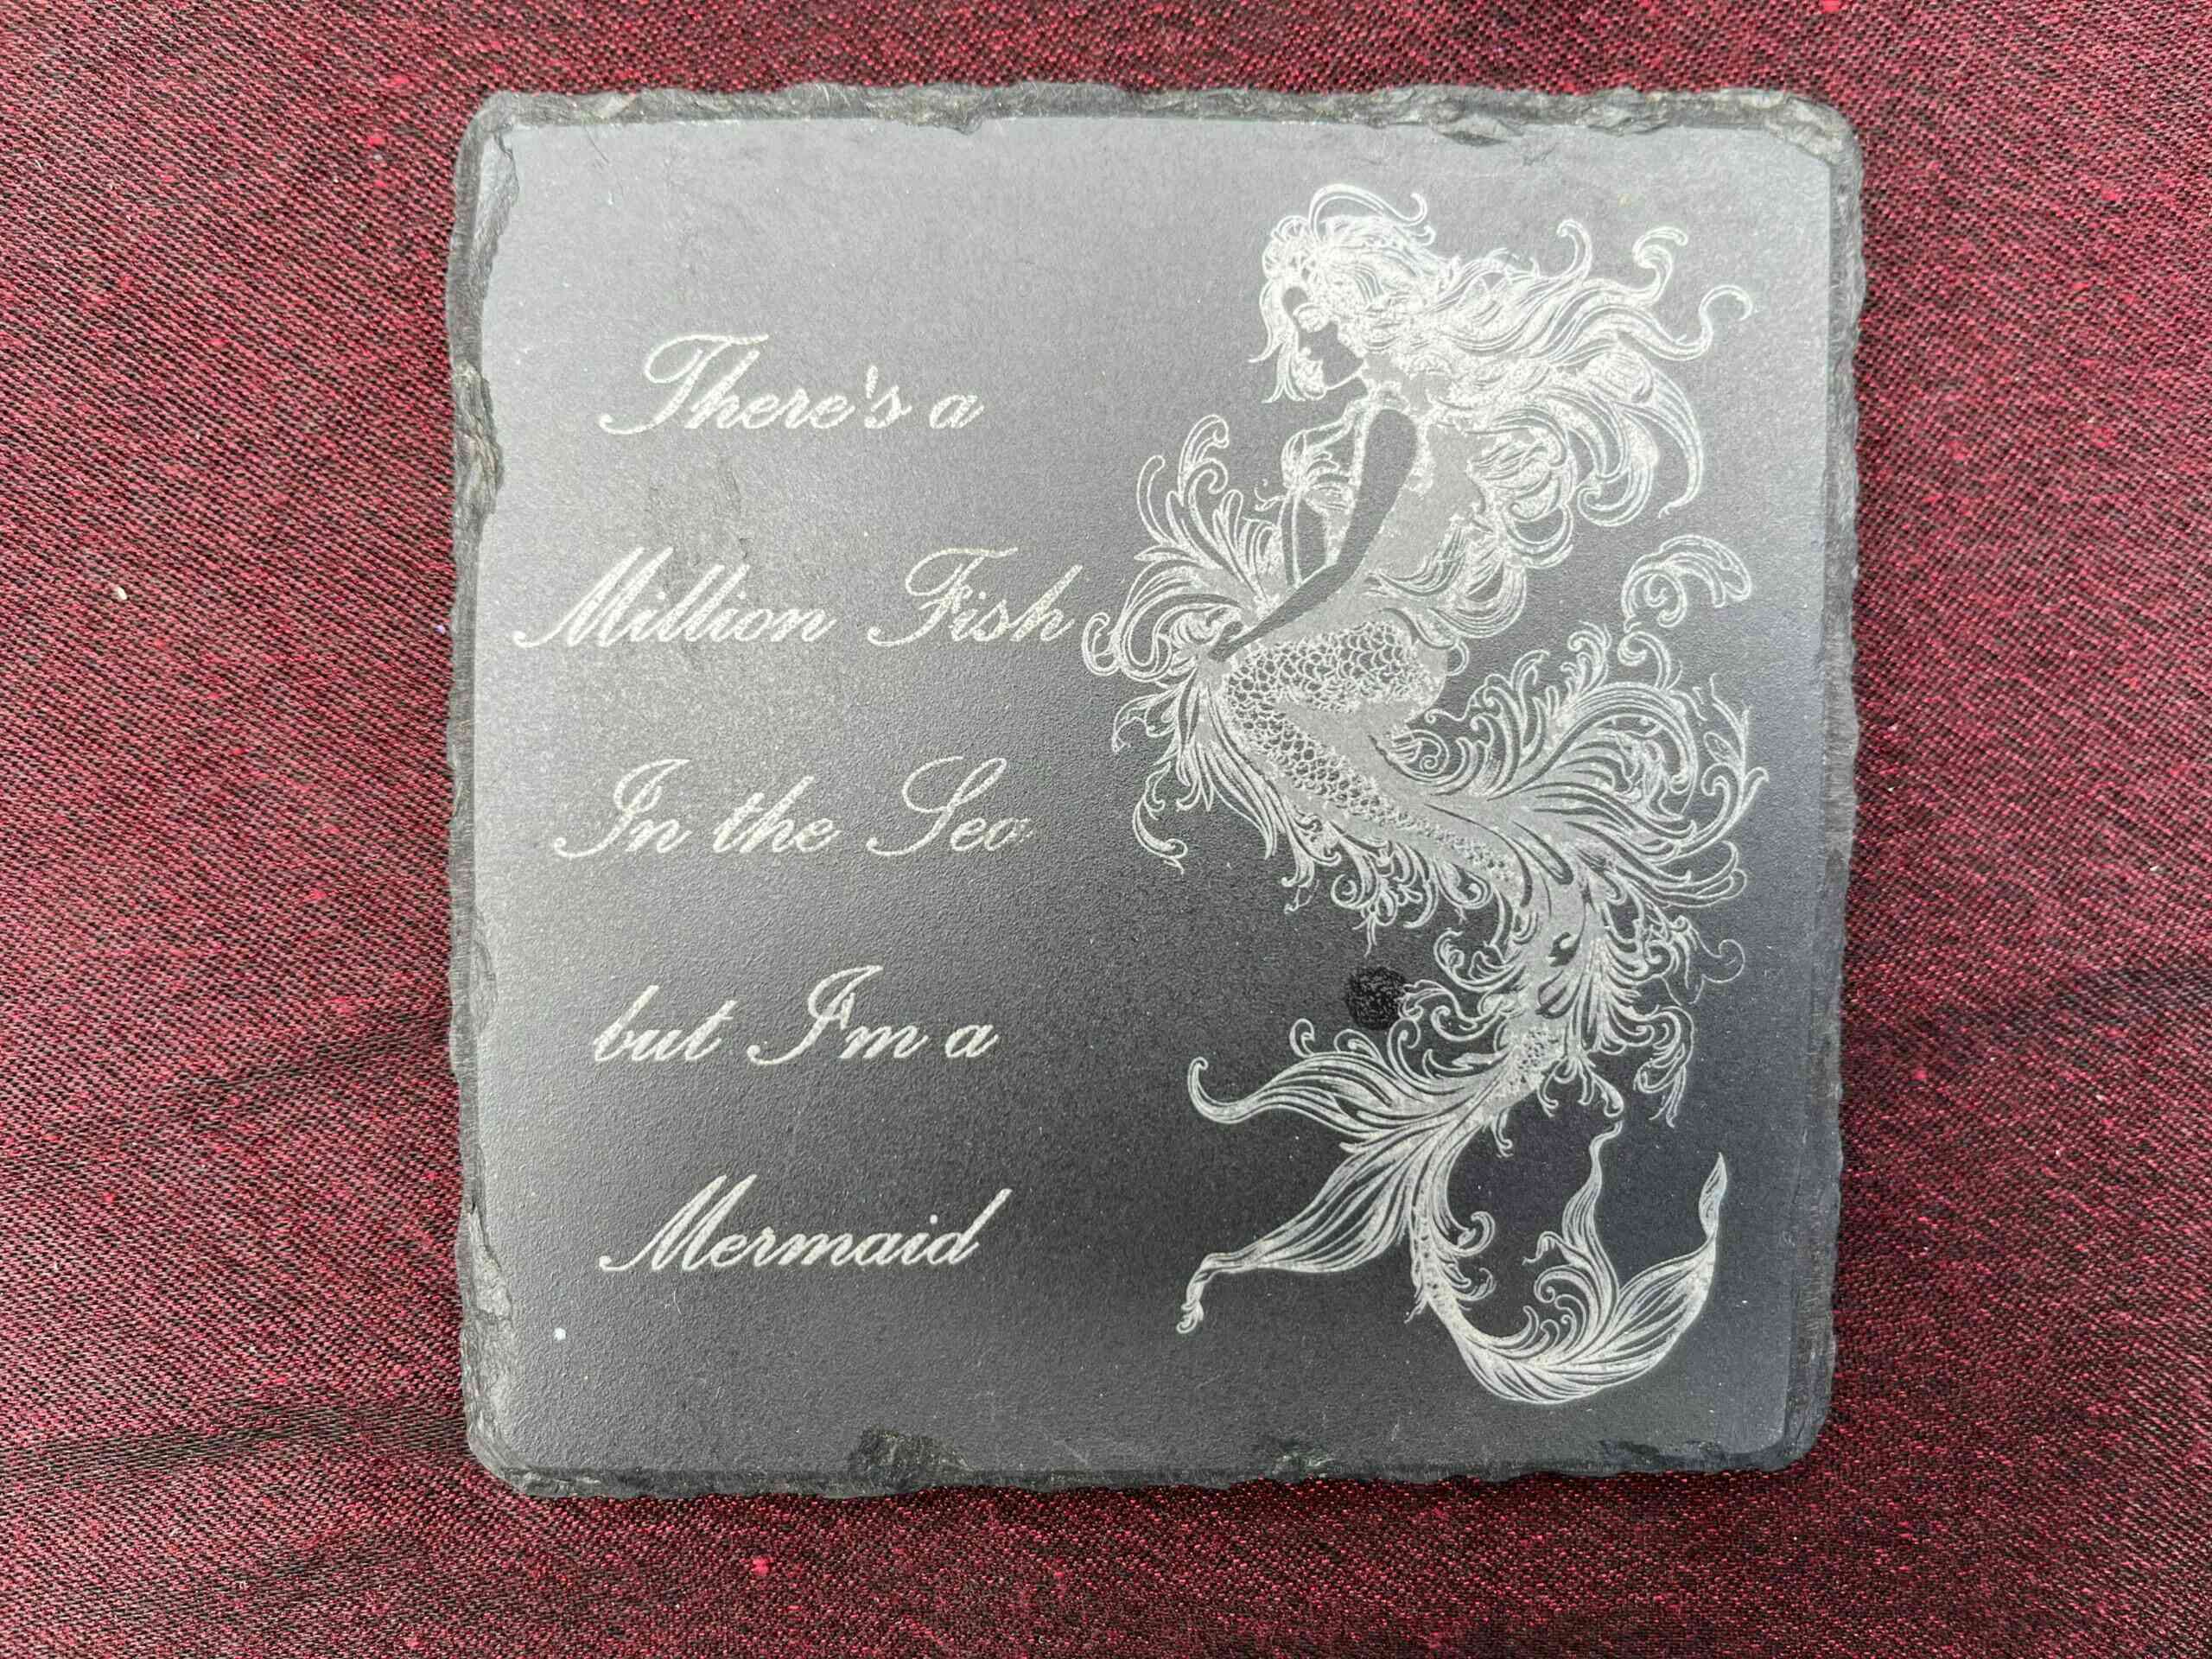 There's a
Million Fish
In the Sea
but I'm a
Mermaid